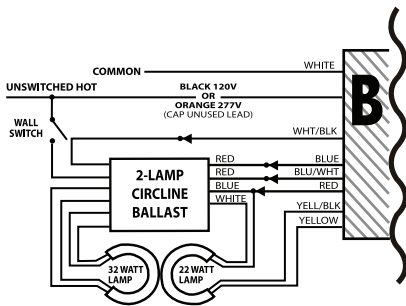 WHITE
COMMON
UNSWITCHED HOT
BLACK 120V
OR
ORANGE 277V
(CAP UNUSED LEAD)
B
WALL
SWITCH
WHT/BLK
2-LAMP
CIRCLINE
BALLAST
RED
BLUE
RED
BLU/WHT
BLUE
RED
WHITE
YELL/BLK
YELLOW
32 WATT
LAMP
22 WATT
LAMP